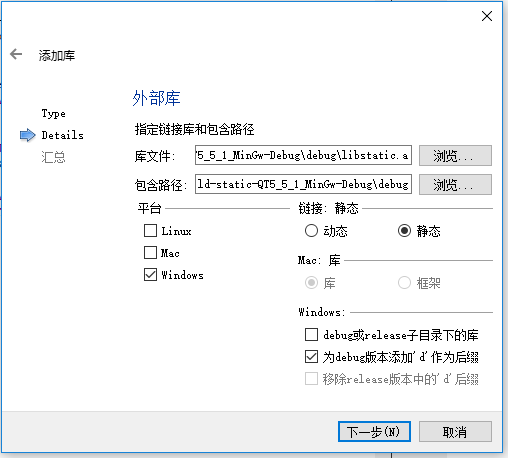 添加库
外部库
Type
Details
汇总
指定链接库和包含路径
库文件: 5_5_1_MinGw-Debug\debug\libstatic.a 浏览...
包含路径: ld-static-QT5_5_1_MinGw-Debug\debug 浏览...
平台
Linux
Mac
Windows
链接: 静态
动态 静态
Mac: 库
库 框架
Windows:
debug或release子目录下的库
为debug版本添加'd'作为后缀
移除release版本中的'd'后缀
下一步(N) 取消